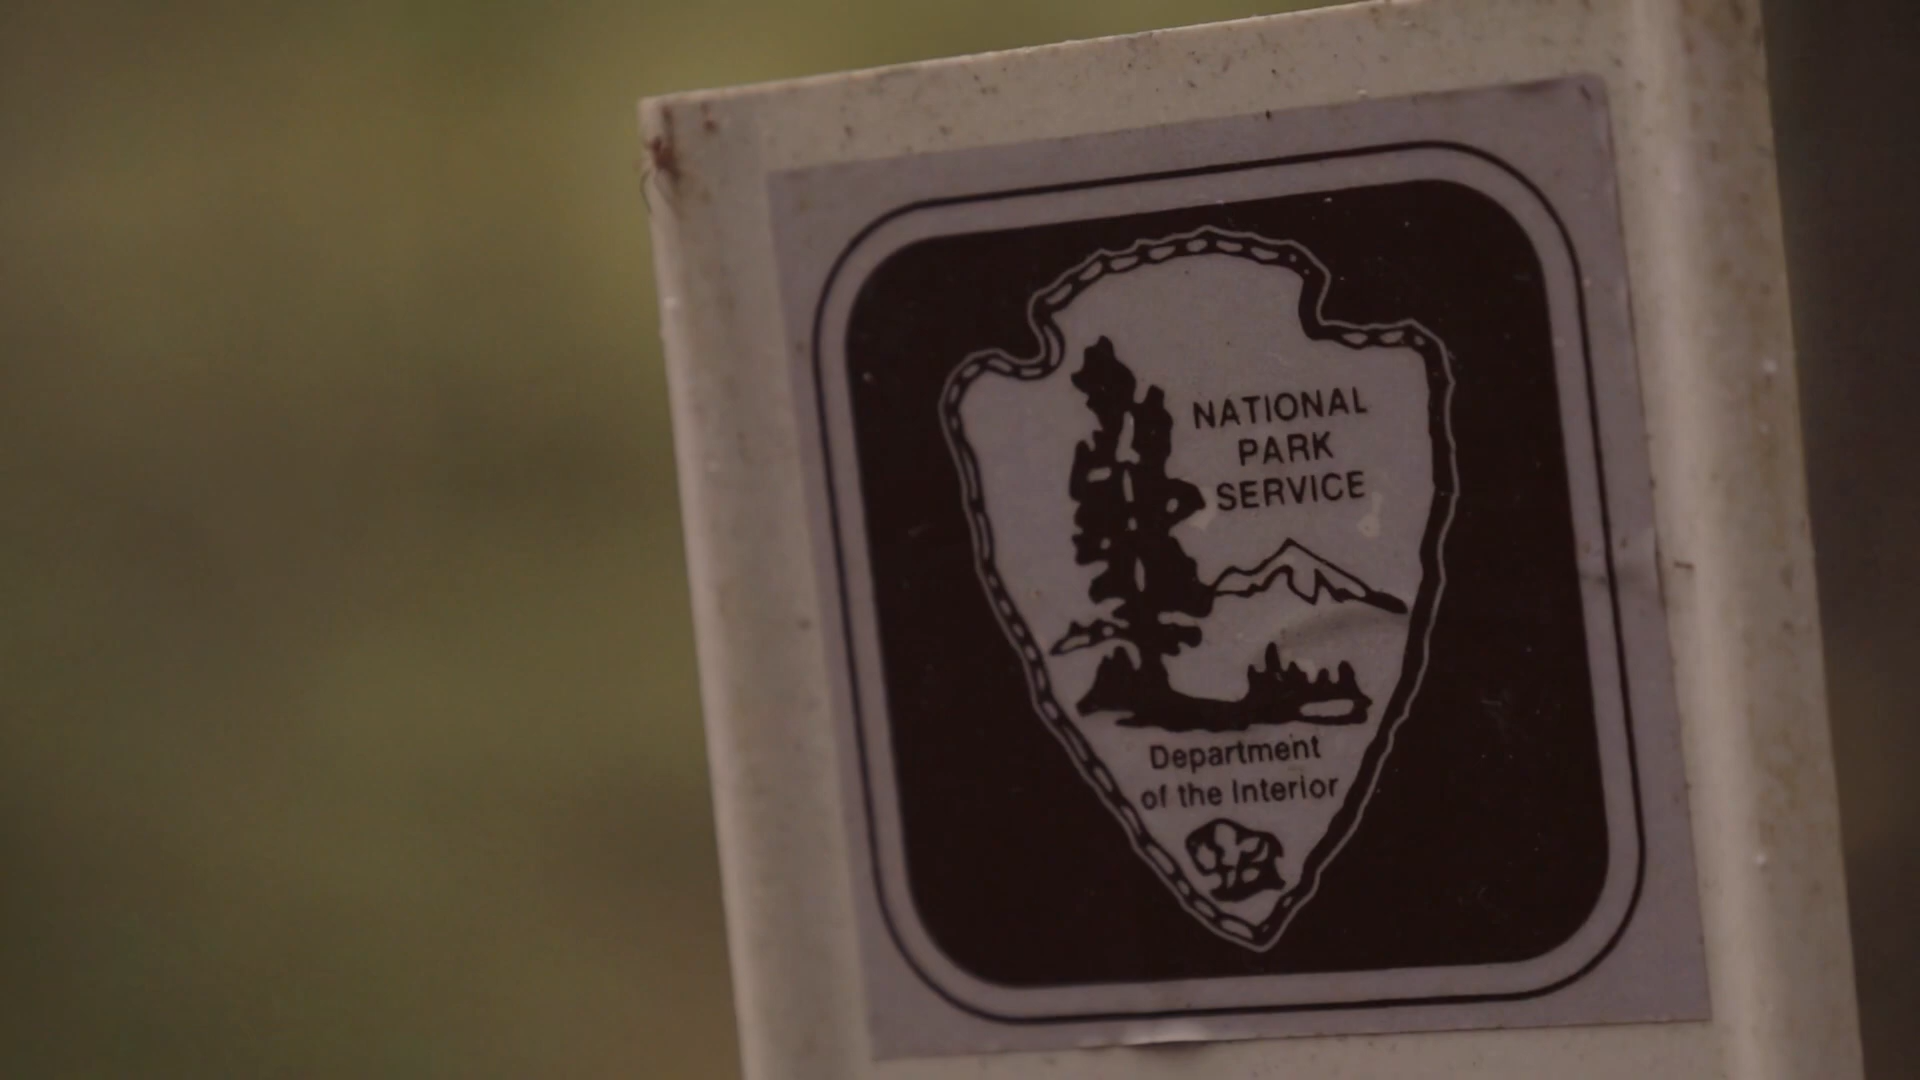 NATIONAL
PARK
SERVICE
Department
of the Interior